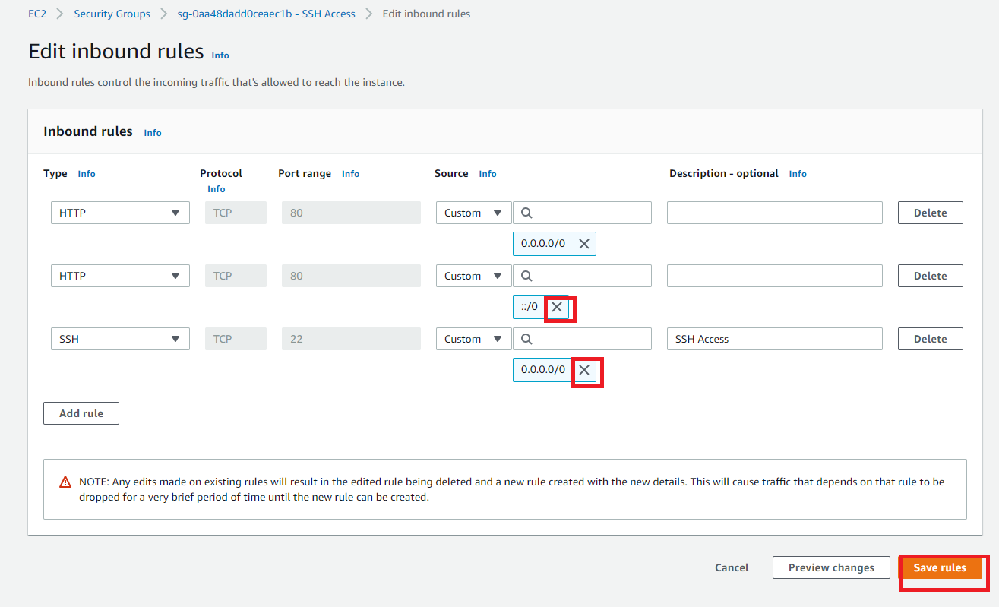 EC2 > Security Groups > sg-0aa48dadd0ceaec1b - SSH Access > Edit inbound rules
Edit inbound rules Info
Inbound rules control the incoming traffic that's allowed to reach the instance.
Inbound rules Info
Type Info Protocol Info Port range Info Source Info Description - optional Info
HTTP TCP 80 Custom Delete
0.0.0.0/0
HTTP TCP 80 Custom Delete
::/0
SSH TCP 22 Custom SSH Access Delete
0.0.0.0/0
Add rule
NOTE: Any edits made on existing rules will result in the edited rule being deleted and a new rule created with the new details. This will cause traffic that depends on that rule to be
dropped for a very brief period of time until the new rule can be created.
Cancel Preview changes Save rules